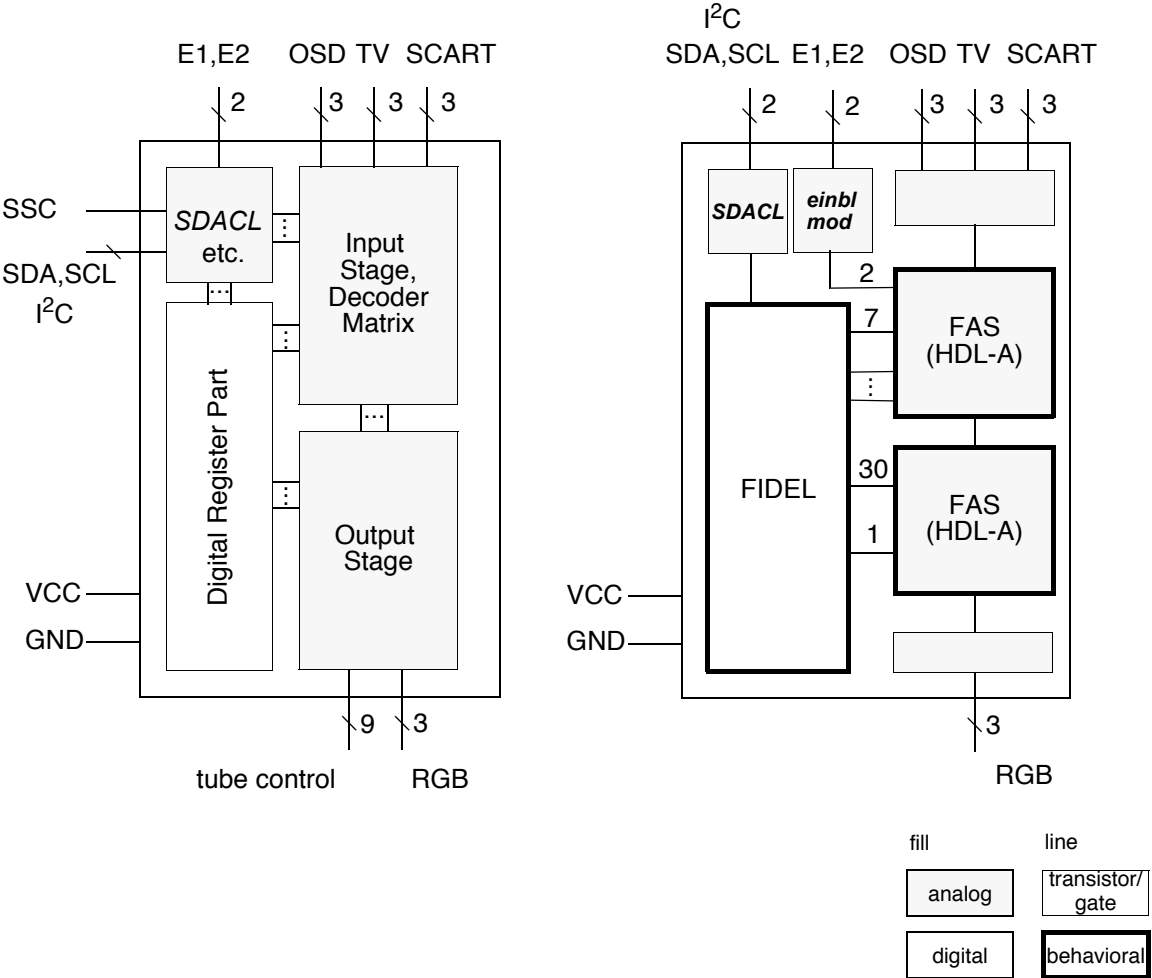 E1,E2 OSD TV SCART
2 3 3 3
SSC
SDA,SCL
I²C
SDACL
etc.
...
...
Input
Stage,
Decoder
Matrix
...
Digital Register Part
...
...
Output
Stage
VCC
GND
9 3
tube control RGB
I²C
SDA,SCL E1,E2 OSD TV SCART
2 2 3 3 3
SDACL
einbl
mod
2
7
...
FAS
(HDL-A)
FIDEL
30
1
FAS
(HDL-A)
VCC
GND
3
RGB
fill line
analog
transistor/
gate
digital
behavioral